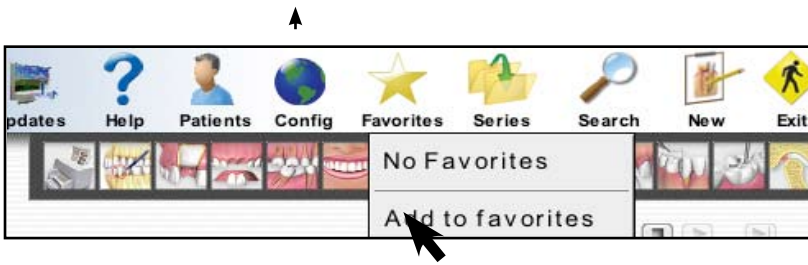 pdates Help Patients Config Favorites Series Search New Exit
No Favorites
Add to favorites